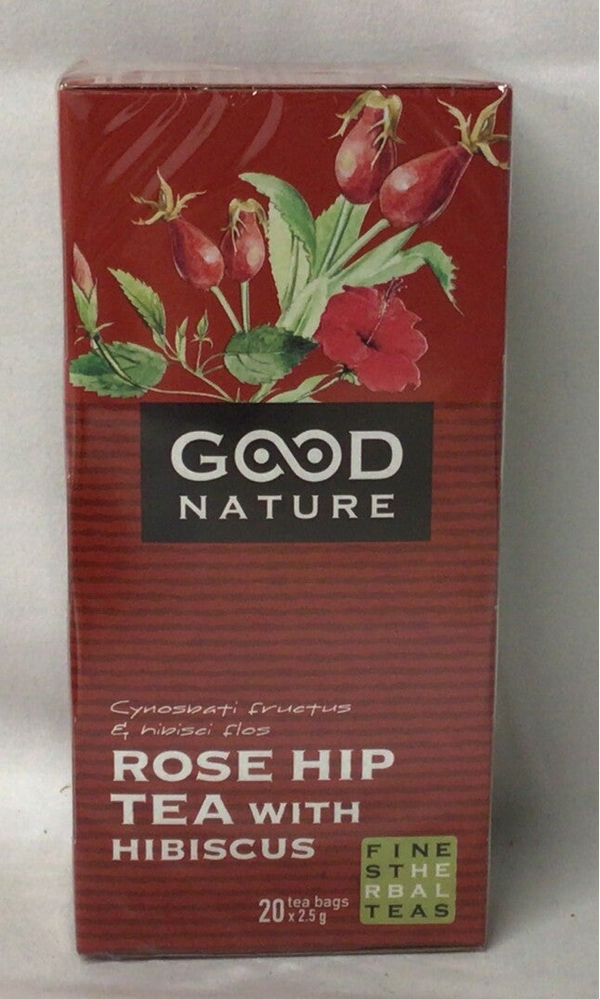 GOOD
NATURE
Cynosbati fructus
& hibisci flos
ROSE HIP
TEA WITH
HIBISCUS
20 tea bags
x 2.5 g
FINE
STHE
RBAL
TEAS